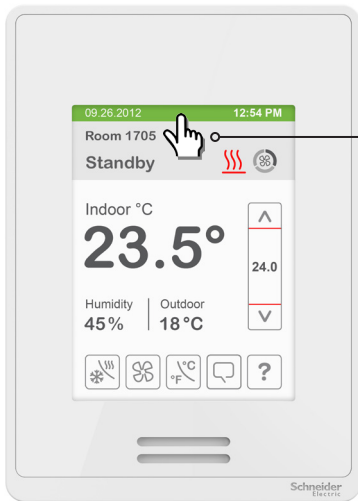 09.26.2012 12:54 PM
Room 1705
Standby
Indoor °C
23.5°
24.0
Humidity Outdoor
45% 18°C
°C
°F
?
Schneider
Electric